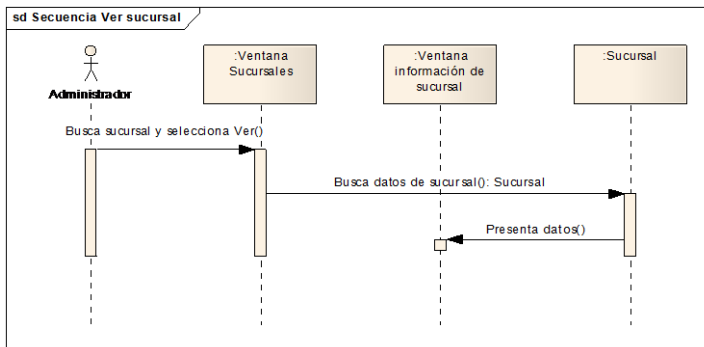 sd Secuencia Ver sucursal
Administrador
:Ventana
Sucursales
:Ventana
información de
sucursal
:Sucursal
Busca sucursal y selecciona Ver()
Busca datos de sucursal(): Sucursal
Presenta datos()